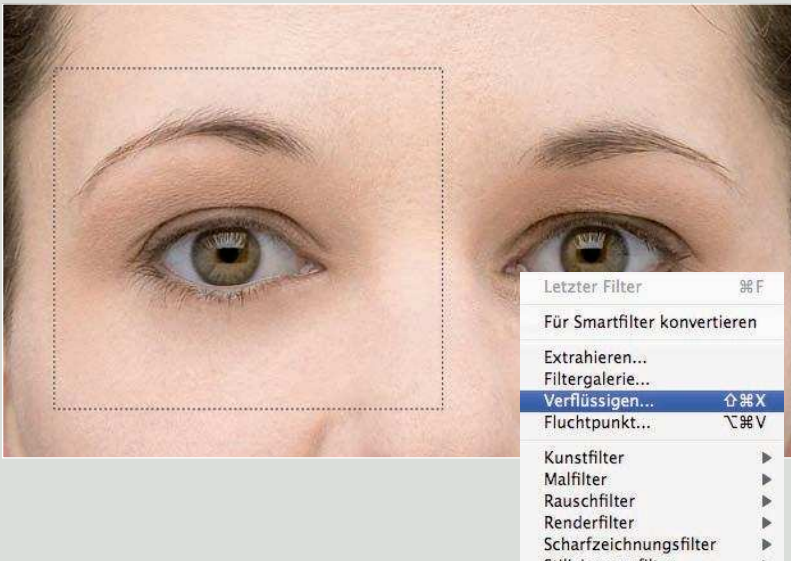 Letzter Filter ⌘F
Für Smartfilter konvertieren
Extrahieren...
Filtergalerie...
Verflüssigen... ⇧⌘X
Fluchtpunkt... ⌥⌘V
Kunstfilter
Malfilter
Rauschfilter
Renderfilter
Scharfzeichnungsfilter